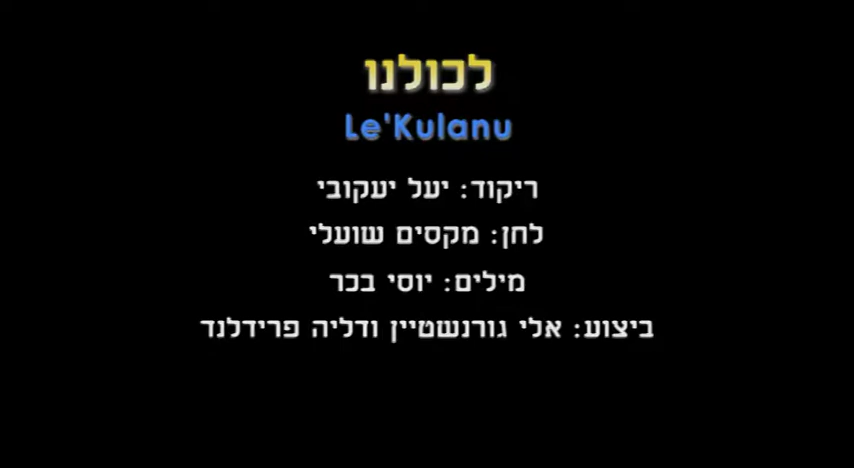 לכולנו
Le'Kulanu
ריקוד: יעל יעקובי
לחן: מקסים שועלי
מילים: יוסי בכר
ביצוע: אלי גורנשטיין ודליה פרידלנד